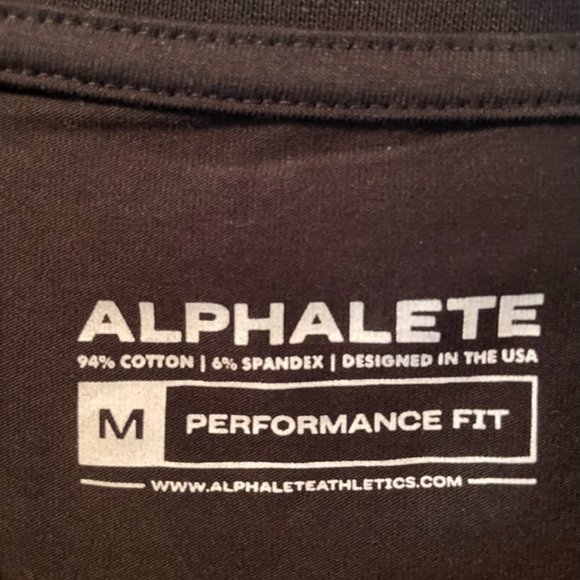 ALPHALETE
94% COTTON | 6% SPANDEX | DESIGNED IN THE USA
M PERFORMANCE FIT
WWW.ALPHALETEATHLETICS.COM